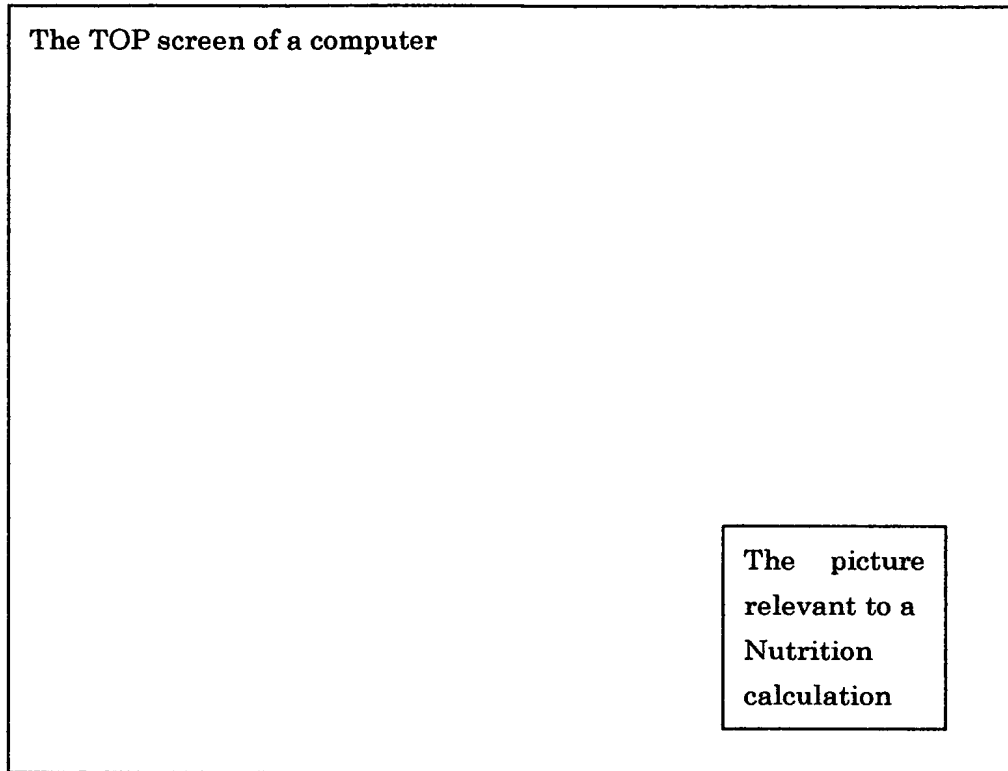 The TOP screen of a computer
The picture
relevant to a
Nutrition
calculation